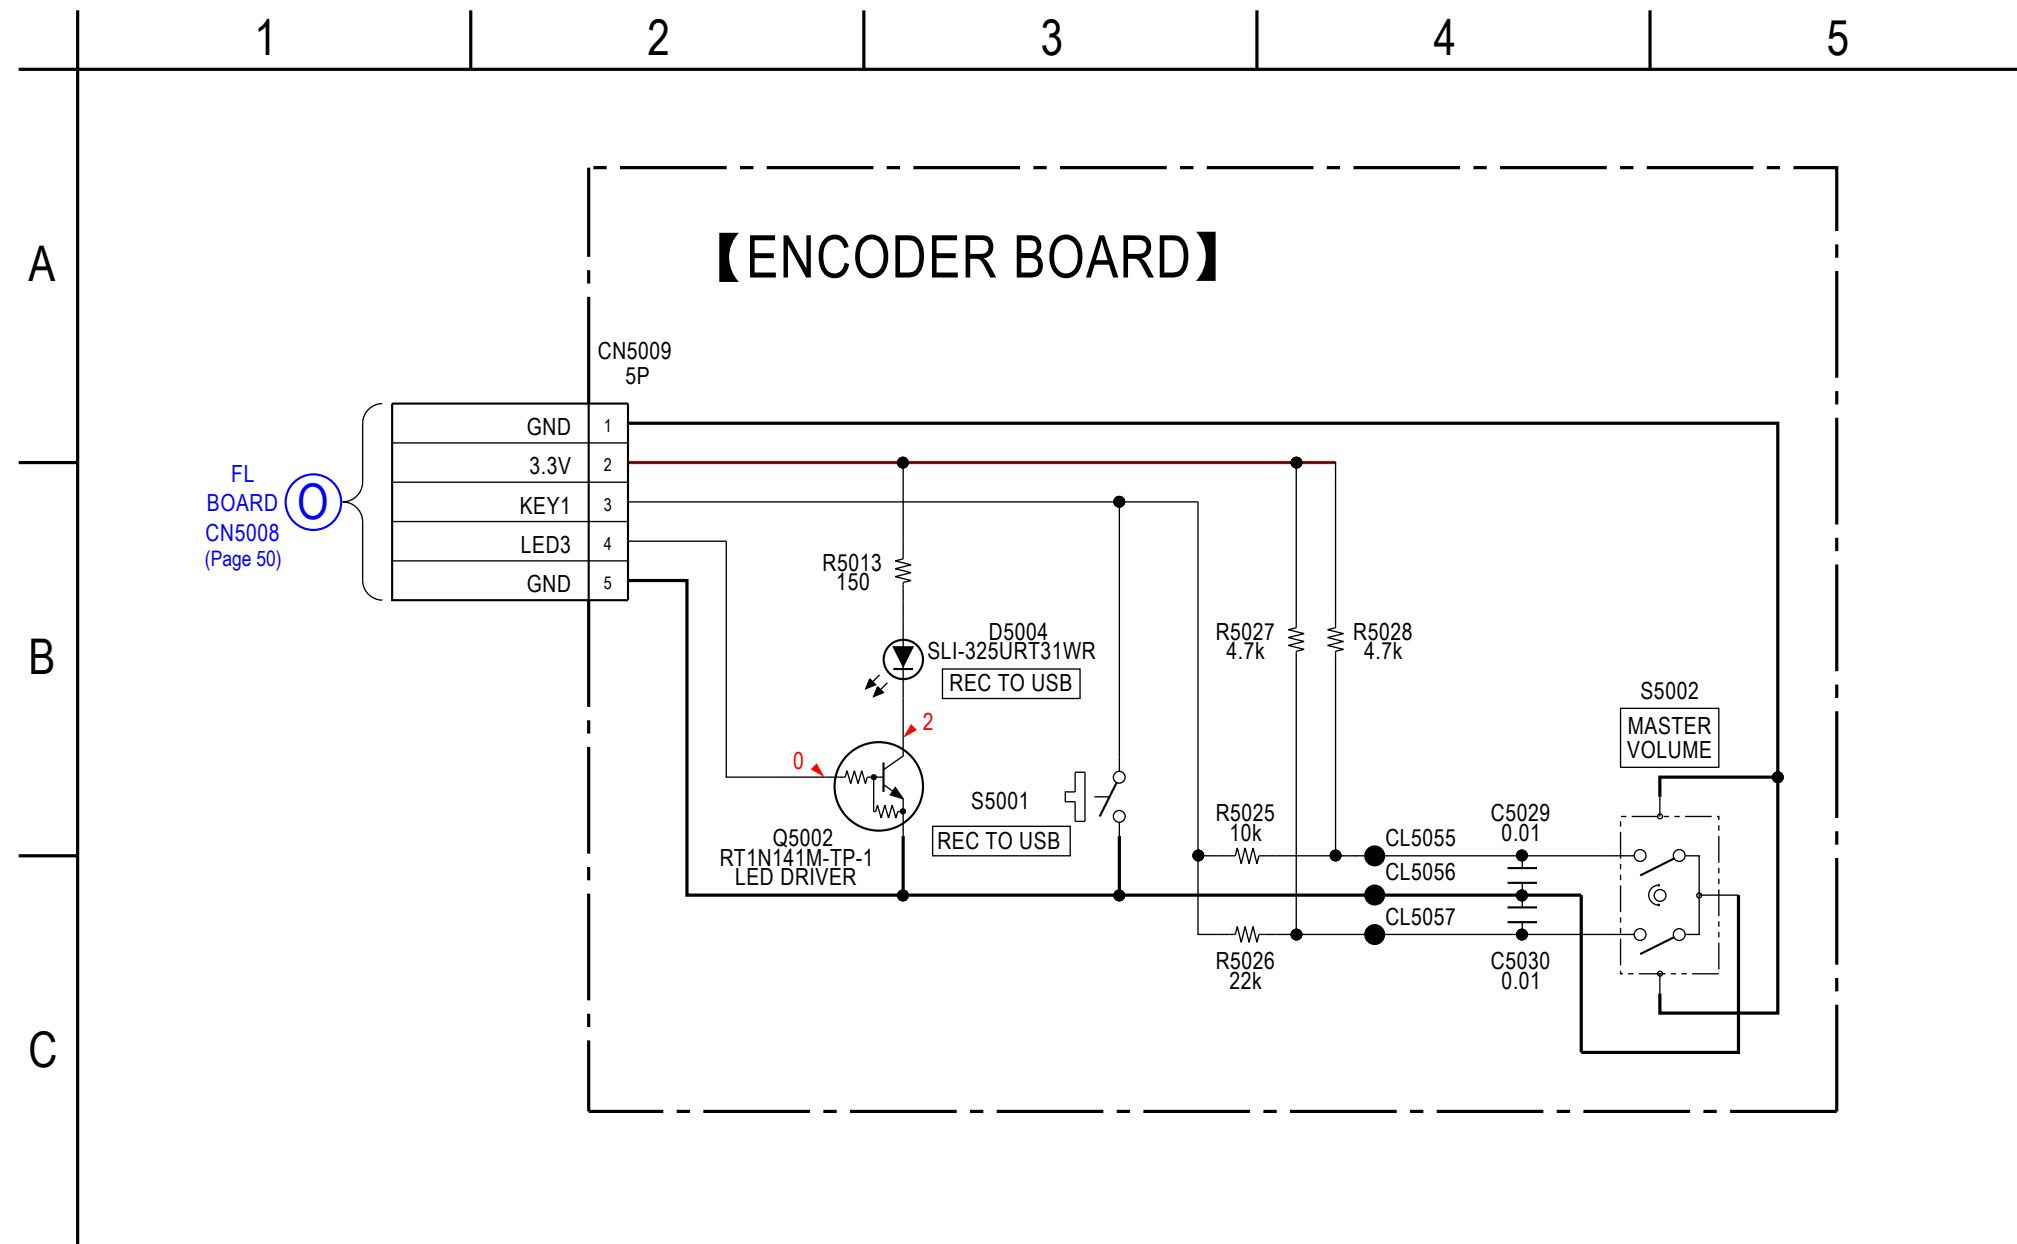 1 2 3 4 5
A
B
C
【ENCODER BOARD】
CN5009
5P
GND 1
3.3V 2
KEY1 3
LED3 4
GND 5
FL
BOARD
CN5008
(Page 50)
O
R5013
150
D5004
SLI-325URT31WR
REC TO USB
2
0
Q5002
RT1N141M-TP-1
LED DRIVER
S5001
REC TO USB
R5027
4.7k
R5028
4.7k
R5025
10k
R5026
22k
CL5055
CL5056
CL5057
C5029
0.01
C5030
0.01
S5002
MASTER
VOLUME